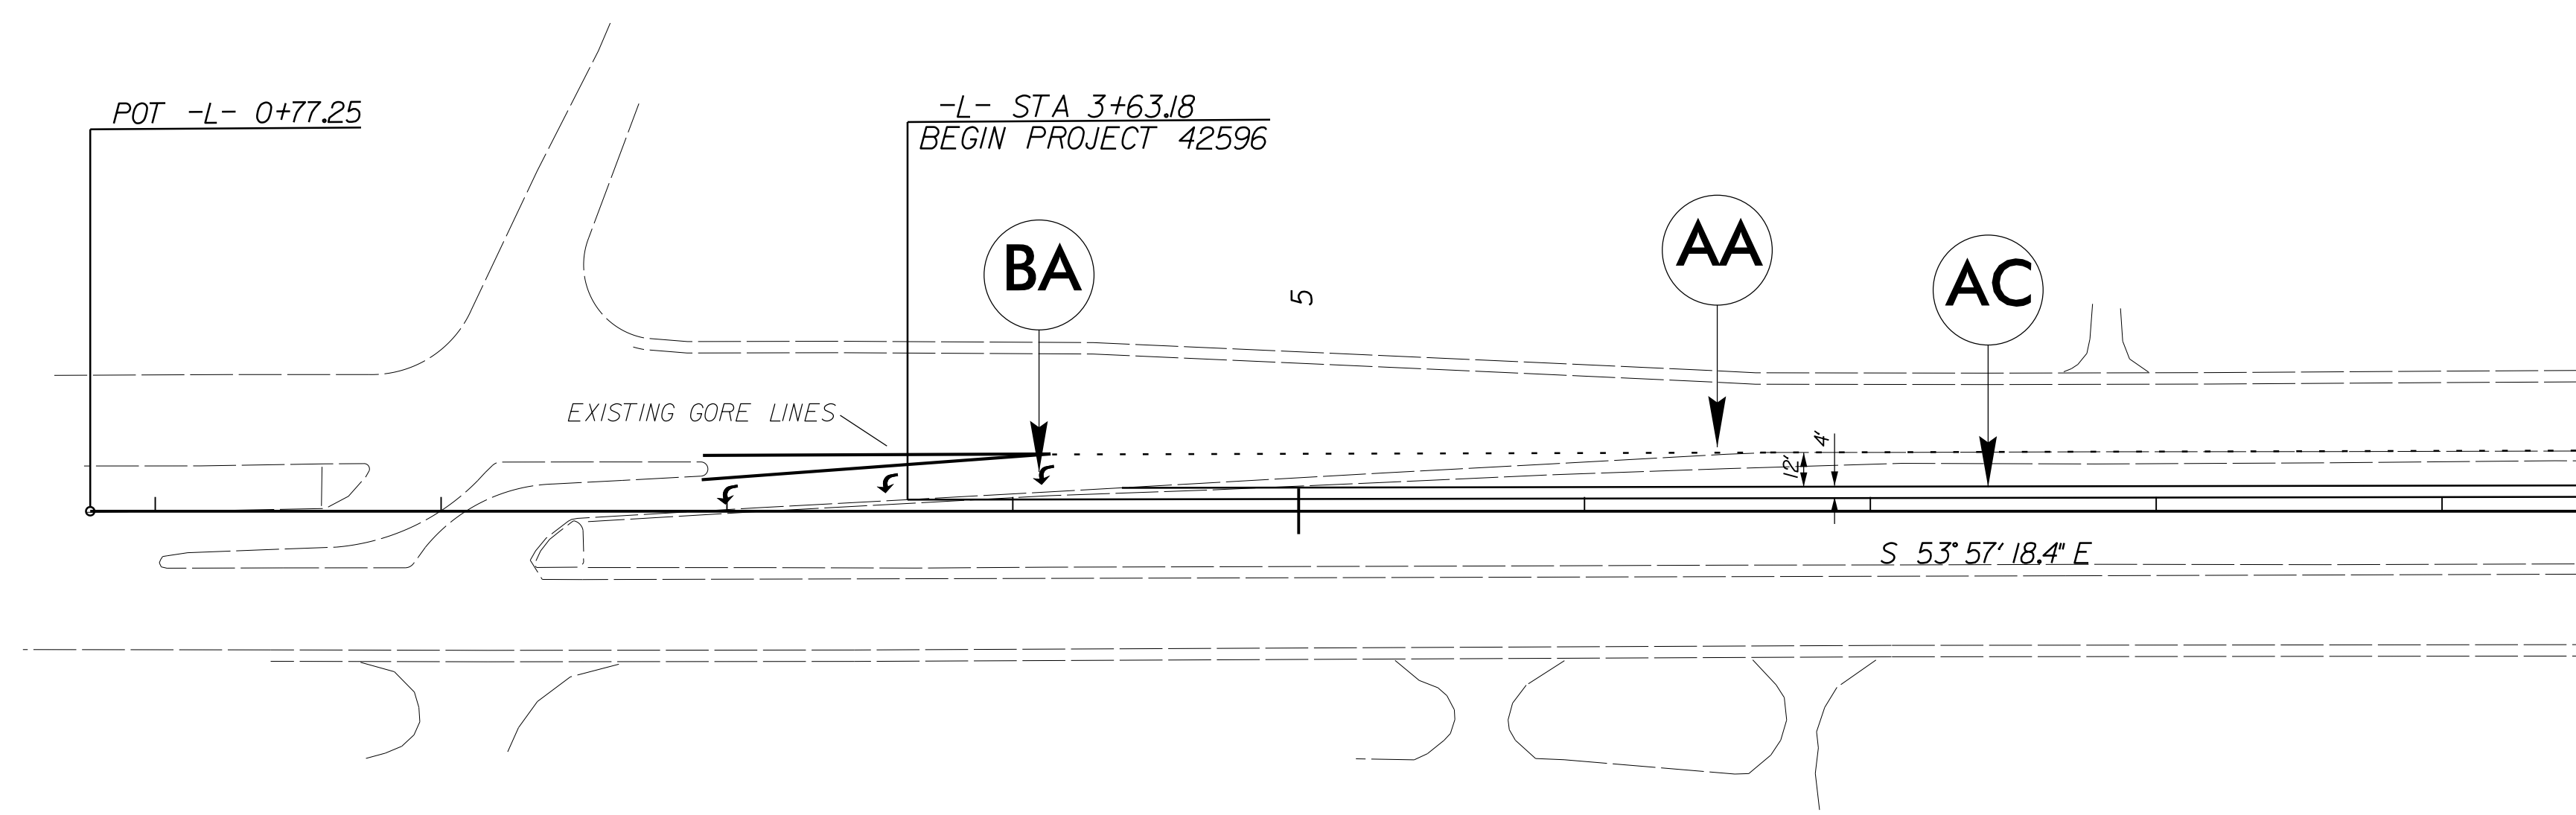 POT -L- 0+77.25
-L- STA 3+63.18
BEGIN PROJECT 42596
BA
AA
AC
5
EXISTING GORE LINES
12'
4'
S 53°57'18.4" E